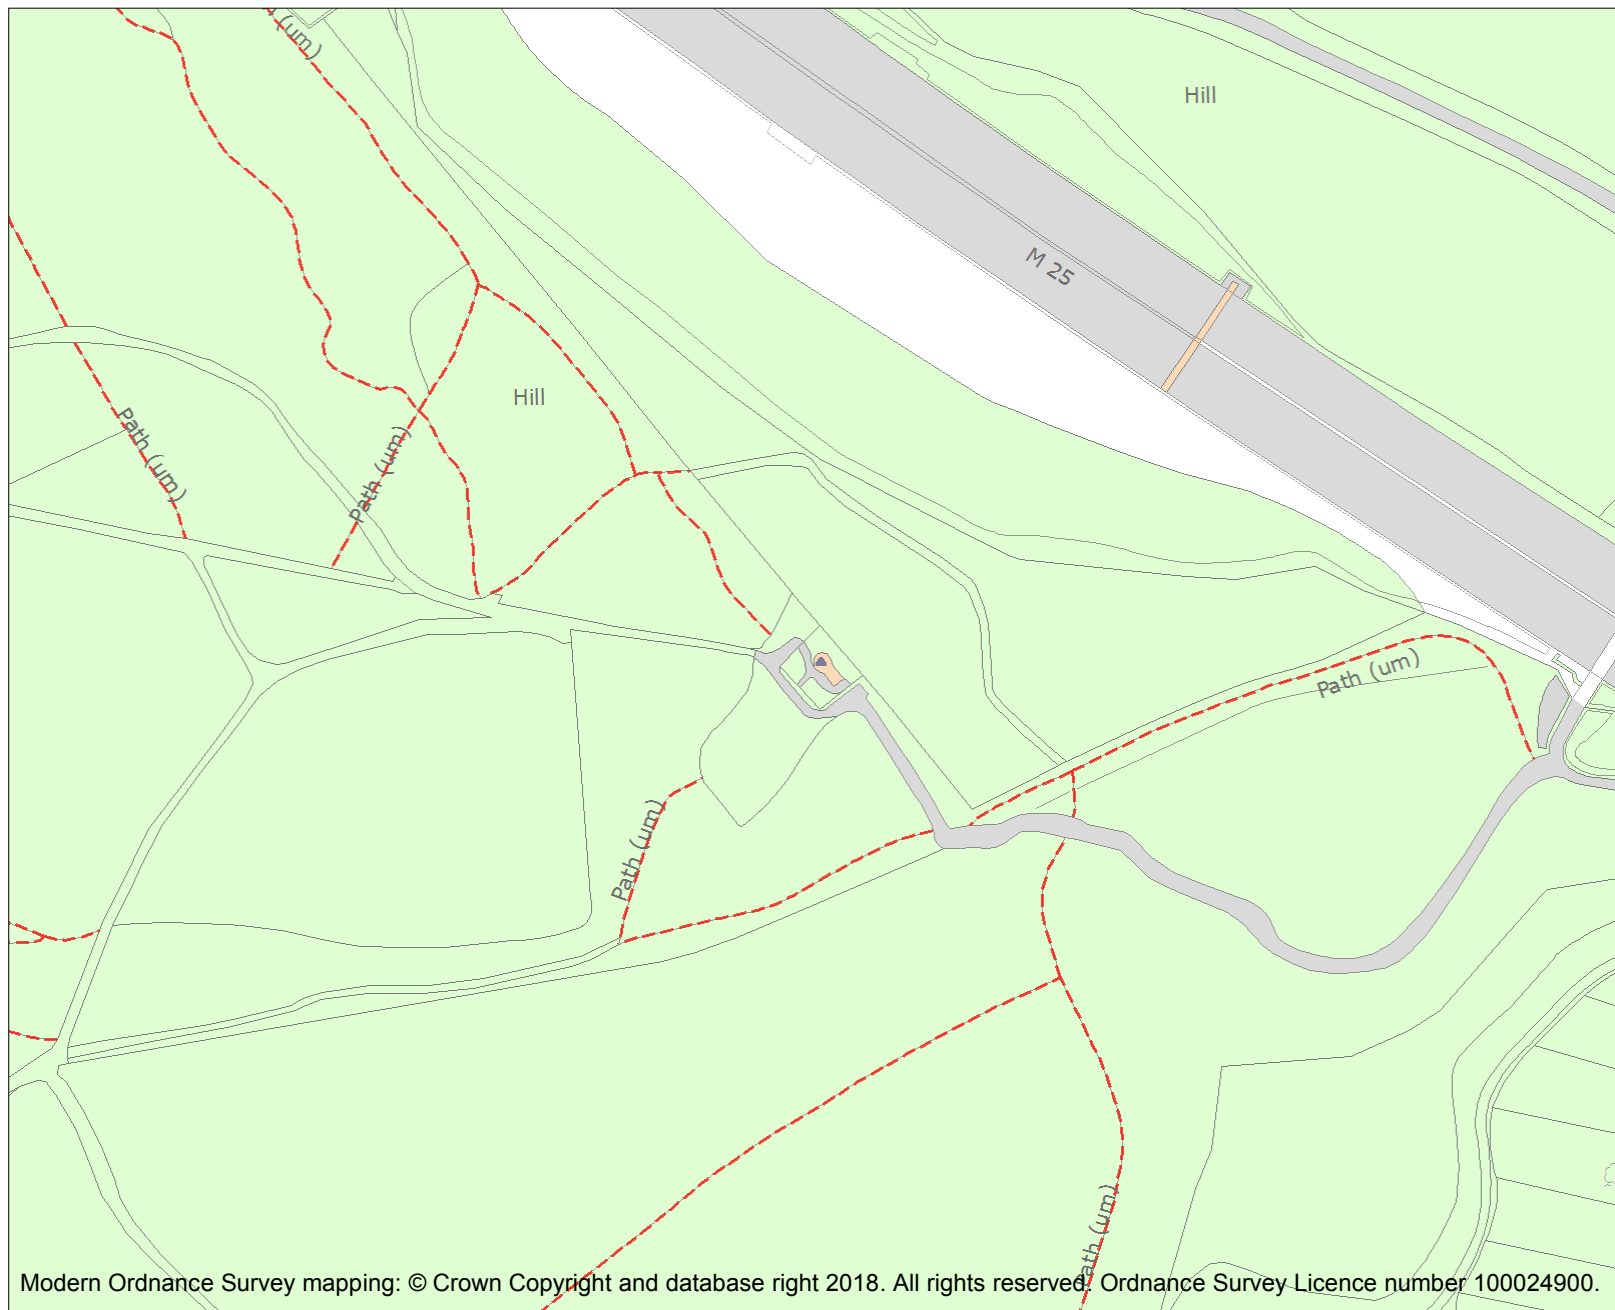 (um)
Hill
M 25
Hill
Path (um)
Path (um)
Path (um)
Path (um)
Path (um)
Modern Ordnance Survey mapping: © Crown Copyright and database right 2018. All rights reserved. Ordnance Survey Licence number 100024900.